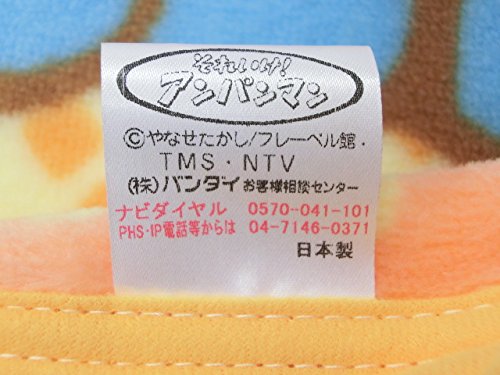 それいけ!
アンパンマン
©やなせたかし/フレーベル館・
TMS・NTV
(株)バンダイお客様相談センター
ナビダイヤル 0570-041-101
PHS・IP電話等からは 04-7146-0371
日本製